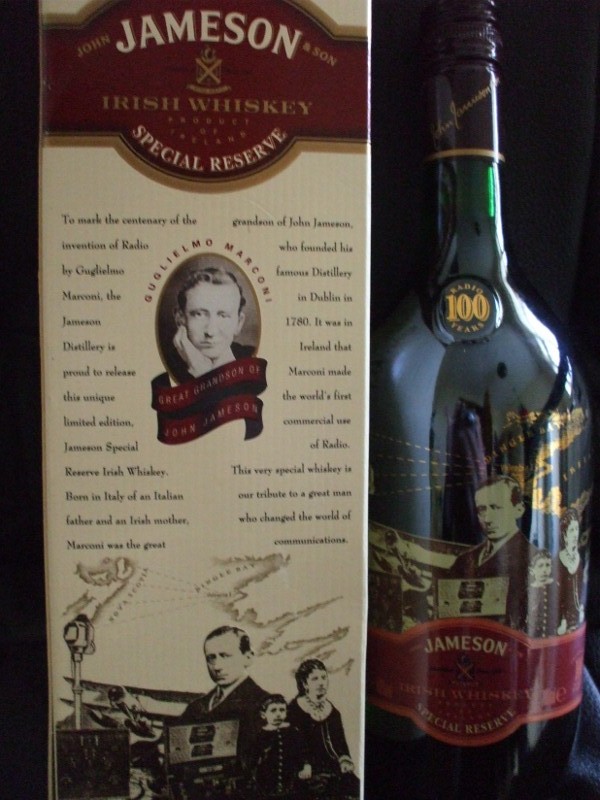 JOHN JAMESON & SON
IRISH WHISKEY
PRODUCT
OF
IRELAND
SPECIAL RESERVE
To mark the centenary of the
invention of Radio
by Guglielmo
Marconi, the
Jameson
Distillery is
proud to release
this unique
limited edition,
Jameson Special
Reserve Irish Whiskey.
Born in Italy of an Italian
father and an Irish mother,
Marconi was the great
GUGLIELMO MARCONI
GREAT GRANDSON OF
JOHN JAMESON
grandson of John Jameson,
who founded his
famous Distillery
in Dublin in
1780. It was in
Ireland that
Marconi made
the world's first
commercial use
of Radio.
This very special whiskey is
our tribute to a great man
who changed the world of
communications.
NOVA SCOTIA
John Jameson
RADIO
100
YEARS
JAMESON
IRISH WHISKEY
SPECIAL RESERVE